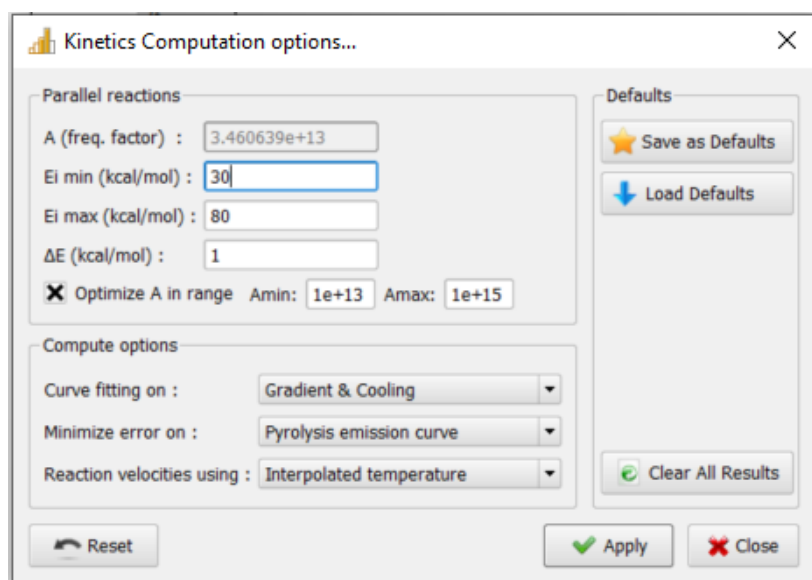 Kinetics Computation options...
Parallel reactions
A (freq. factor) : 3.460639e+13
Ei min (kcal/mol) : 30
Ei max (kcal/mol) : 80
ΔE (kcal/mol) : 1
Optimize A in range Amin: 1e+13 Amax: 1e+15
Compute options
Curve fitting on : Gradient & Cooling
Minimize error on : Pyrolysis emission curve
Reaction velocities using : Interpolated temperature
Defaults
Save as Defaults
Load Defaults
Clear All Results
Reset
Apply
Close